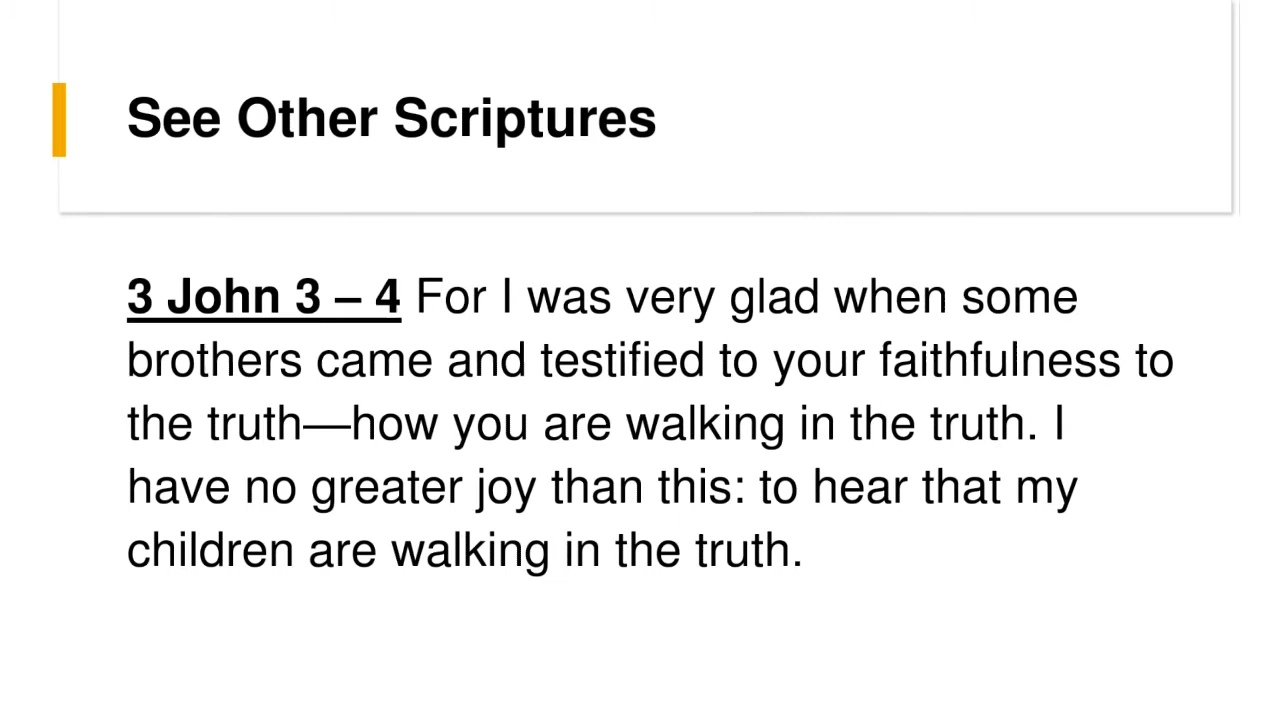 See Other Scriptures
3 John 3 – 4 For I was very glad when some
brothers came and testified to your faithfulness to
the truth—how you are walking in the truth. I
have no greater joy than this: to hear that my
children are walking in the truth.